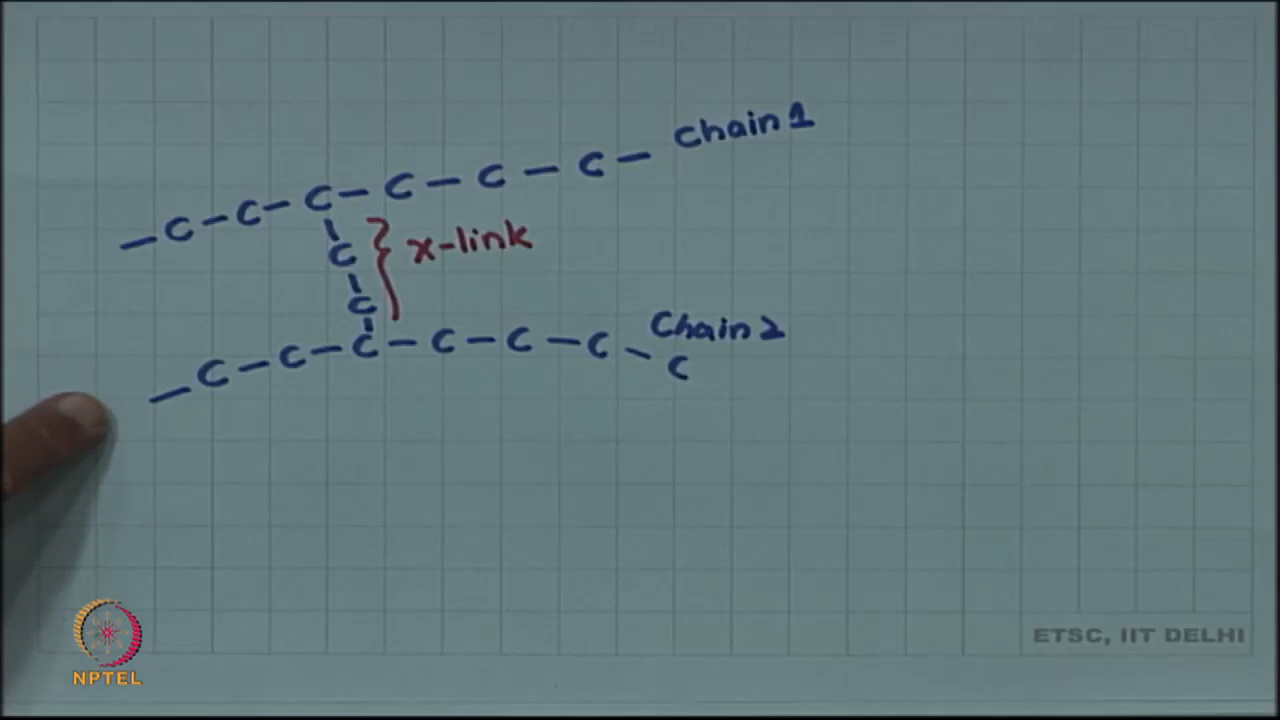 Chain 1
– C – C – C – C – C – C –
C
x-link
C
Chain 2
– C – C – C – C – C – C – C
ETSC, IIT DELHI
NPTEL